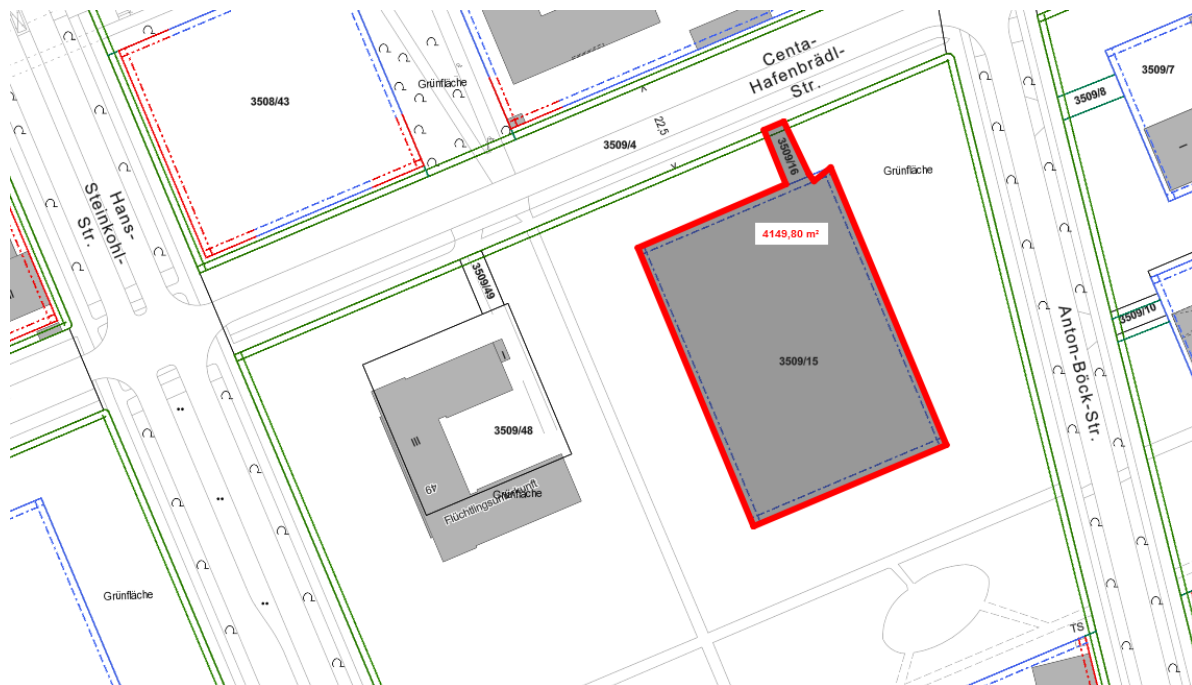 Centa-
Hafenbrädl-
Str.
3509/7
3508/43
Grünfläche
3509/8
22,5
3509/4
3509/16
I
Grünfläche
Hans-
Steinkohl-
Str.
4149,80 m²
3509/49
3509/10
Anton-Böck-Str.
I
3509/15
III
3509/48
49
Grünfläche
Flüchtlingsunterkunft
Grünfläche
TS